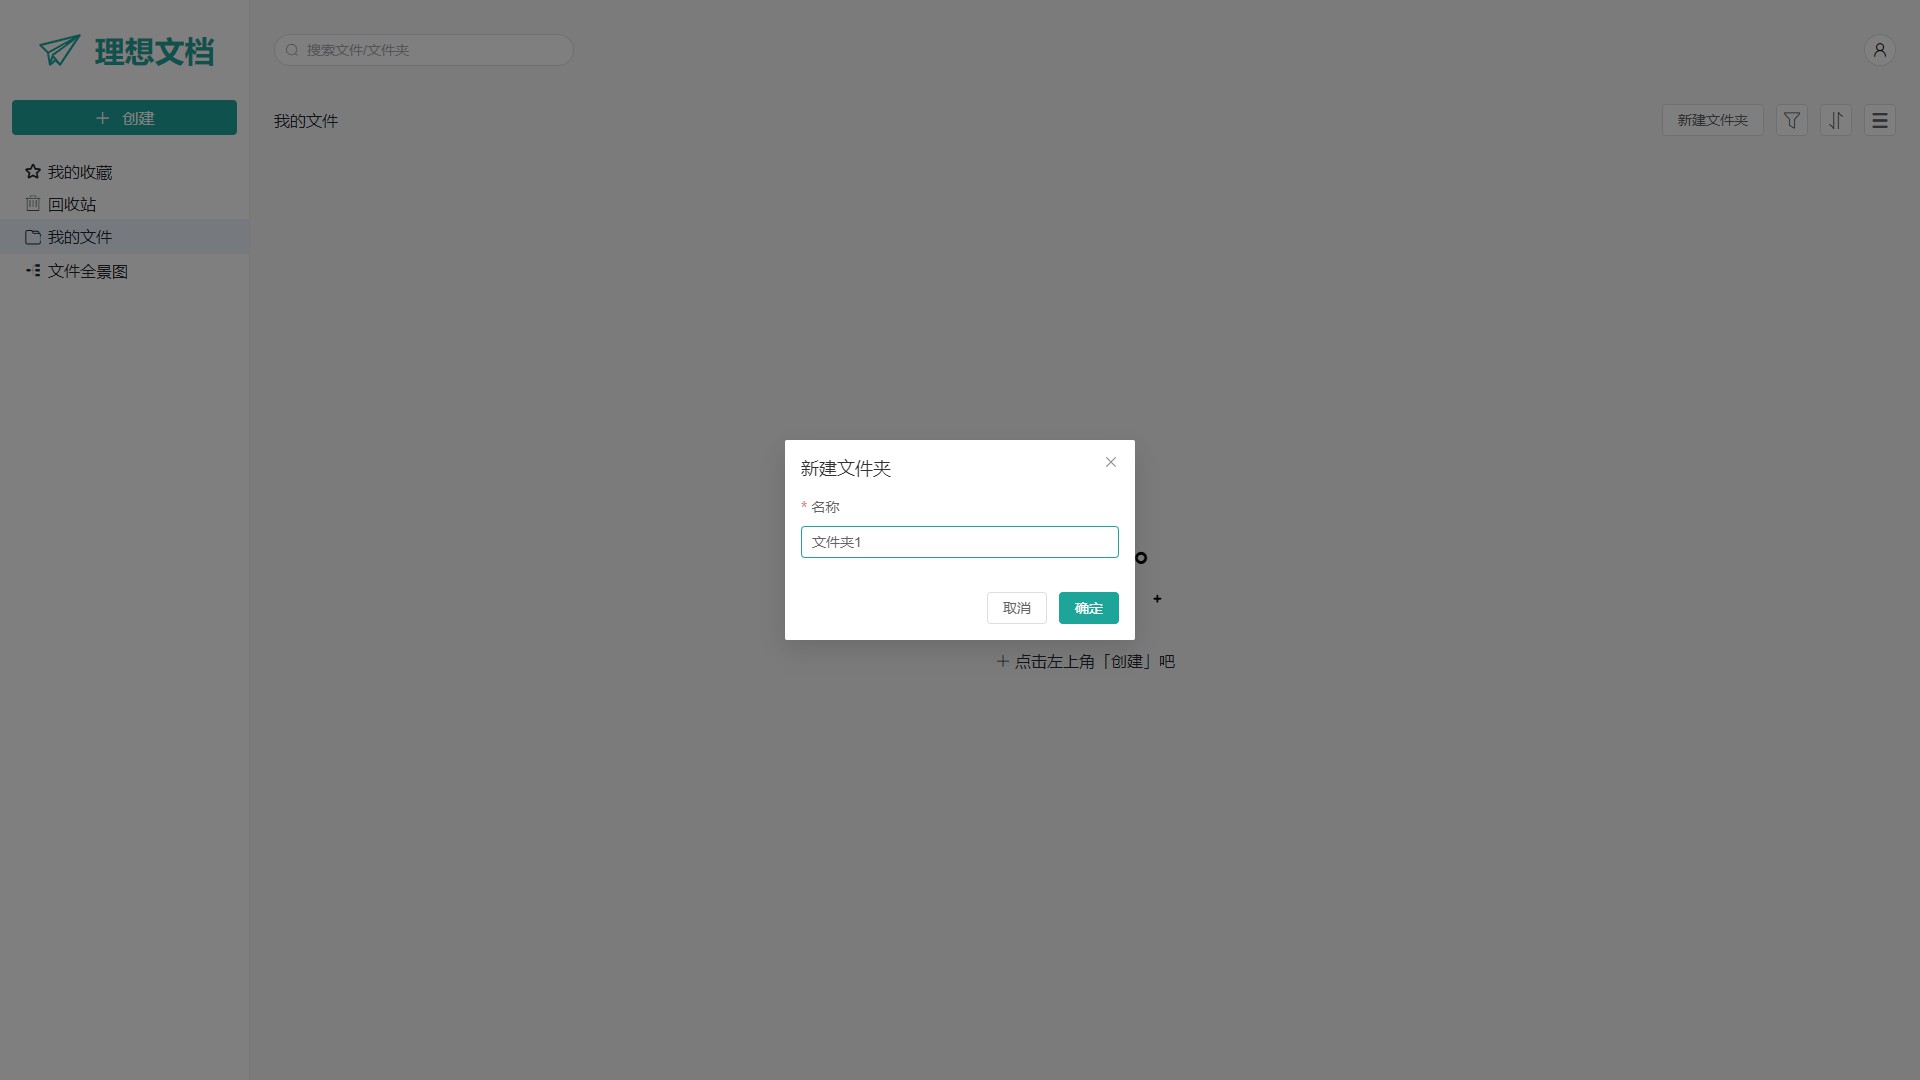 理想文档
搜索文件/文件夹
创建
我的文件
新建文件夹
我的收藏
回收站
我的文件
文件全景图
新建文件夹
* 名称
文件夹1
取消
确定
点击左上角「创建」吧